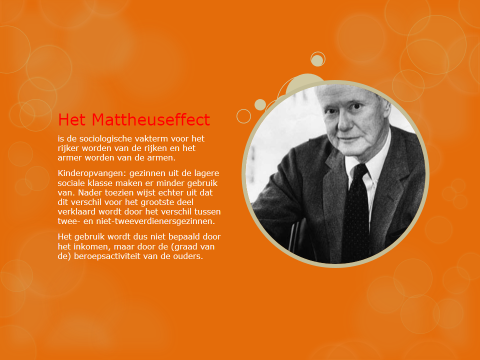 Het Mattheuseffect
is de sociologische vakterm voor het
rijker worden van de rijken en het
armer worden van de armen.
Kinderopvangen: gezinnen uit de lagere
sociale klasse maken er minder gebruik
van. Nader toezien wijst echter uit dat
dit verschil voor het grootste deel
verklaard wordt door het verschil tussen
twee- en niet-tweeverdienersgezinnen.
Het gebruik wordt dus niet bepaald door
het inkomen, maar door de (graad van
de) beroepsactiviteit van de ouders.